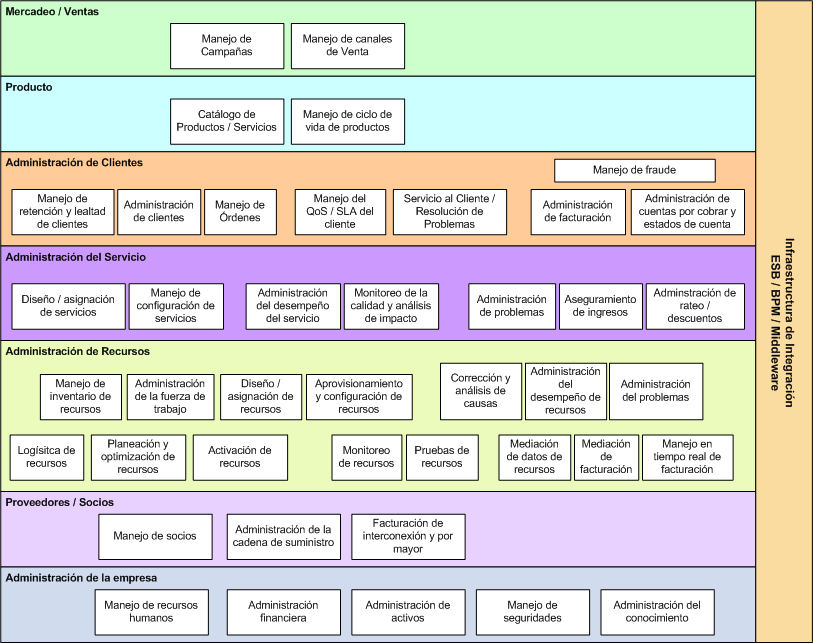 Mercadeo / Ventas
Manejo de
Campañas
Manejo de canales
de Venta
Producto
Catálogo de
Productos / Servicios
Manejo de ciclo de
vida de productos
Administración de Clientes
Manejo de fraude
Manejo de
retención y lealtad
de clientes
Administración
de clientes
Manejo de
Órdenes
Manejo del
QoS / SLA del
cliente
Servicio al Cliente /
Resolución de
Problemas
Administración
de facturación
Administración de
cuentas por cobrar y
estados de cuenta
Administración del Servicio
Diseño / asignación
de servicios
Manejo de
configuración de
servicios
Administración
del desempeño
del servicio
Monitoreo de la
calidad y análisis
de impacto
Administración
de problemas
Aseguramiento
de ingresos
Adminstración de
rateo /
descuentos
Administración de Recursos
Manejo de
inventario de
recursos
Administración
de la fuerza de
trabajo
Diseño /
asignación de
recursos
Aprovisionamiento
y configuración de
recursos
Corrección y
análisis de
causas
Administración
del
desempeño de
recursos
Administración
del problemas
Logísitca de
recursos
Planeación y
optimización de
recursos
Activación de
recursos
Monitoreo
de recursos
Pruebas de
recursos
Mediación
de datos de
recursos
Mediación
de
facturación
Manejo en
tiempo real de
facturación
Proveedores / Socios
Manejo de socios
Administración de la
cadena de suministro
Facturación de
interconexión y por
mayor
Administración de la empresa
Manejo de recursos
humanos
Administración
financiera
Administración de
activos
Manejo de
seguridades
Administración del
conocimiento
Infraestructura de Integración
ESB / BPM / Middleware